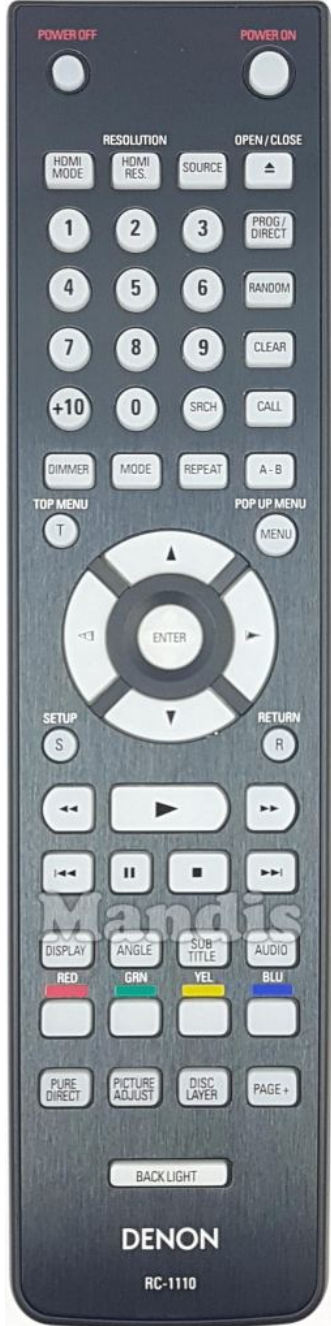 POWER OFF POWER ON
RESOLUTION OPEN / CLOSE
HDMI MODE HDMI RES. SOURCE
1 2 3 PROG / DIRECT
4 5 6 RANDOM
7 8 9 CLEAR
+10 0 SRCH CALL
DIMMER MODE REPEAT A - B
TOP MENU POP UP MENU
T MENU
ENTER
SETUP RETURN
S R
Mandis
DISPLAY ANGLE SUB TITLE AUDIO
RED GRN YEL BLU
PURE DIRECT PICTURE ADJUST DISC LAYER PAGE +
BACK LIGHT
DENON
RC-1110